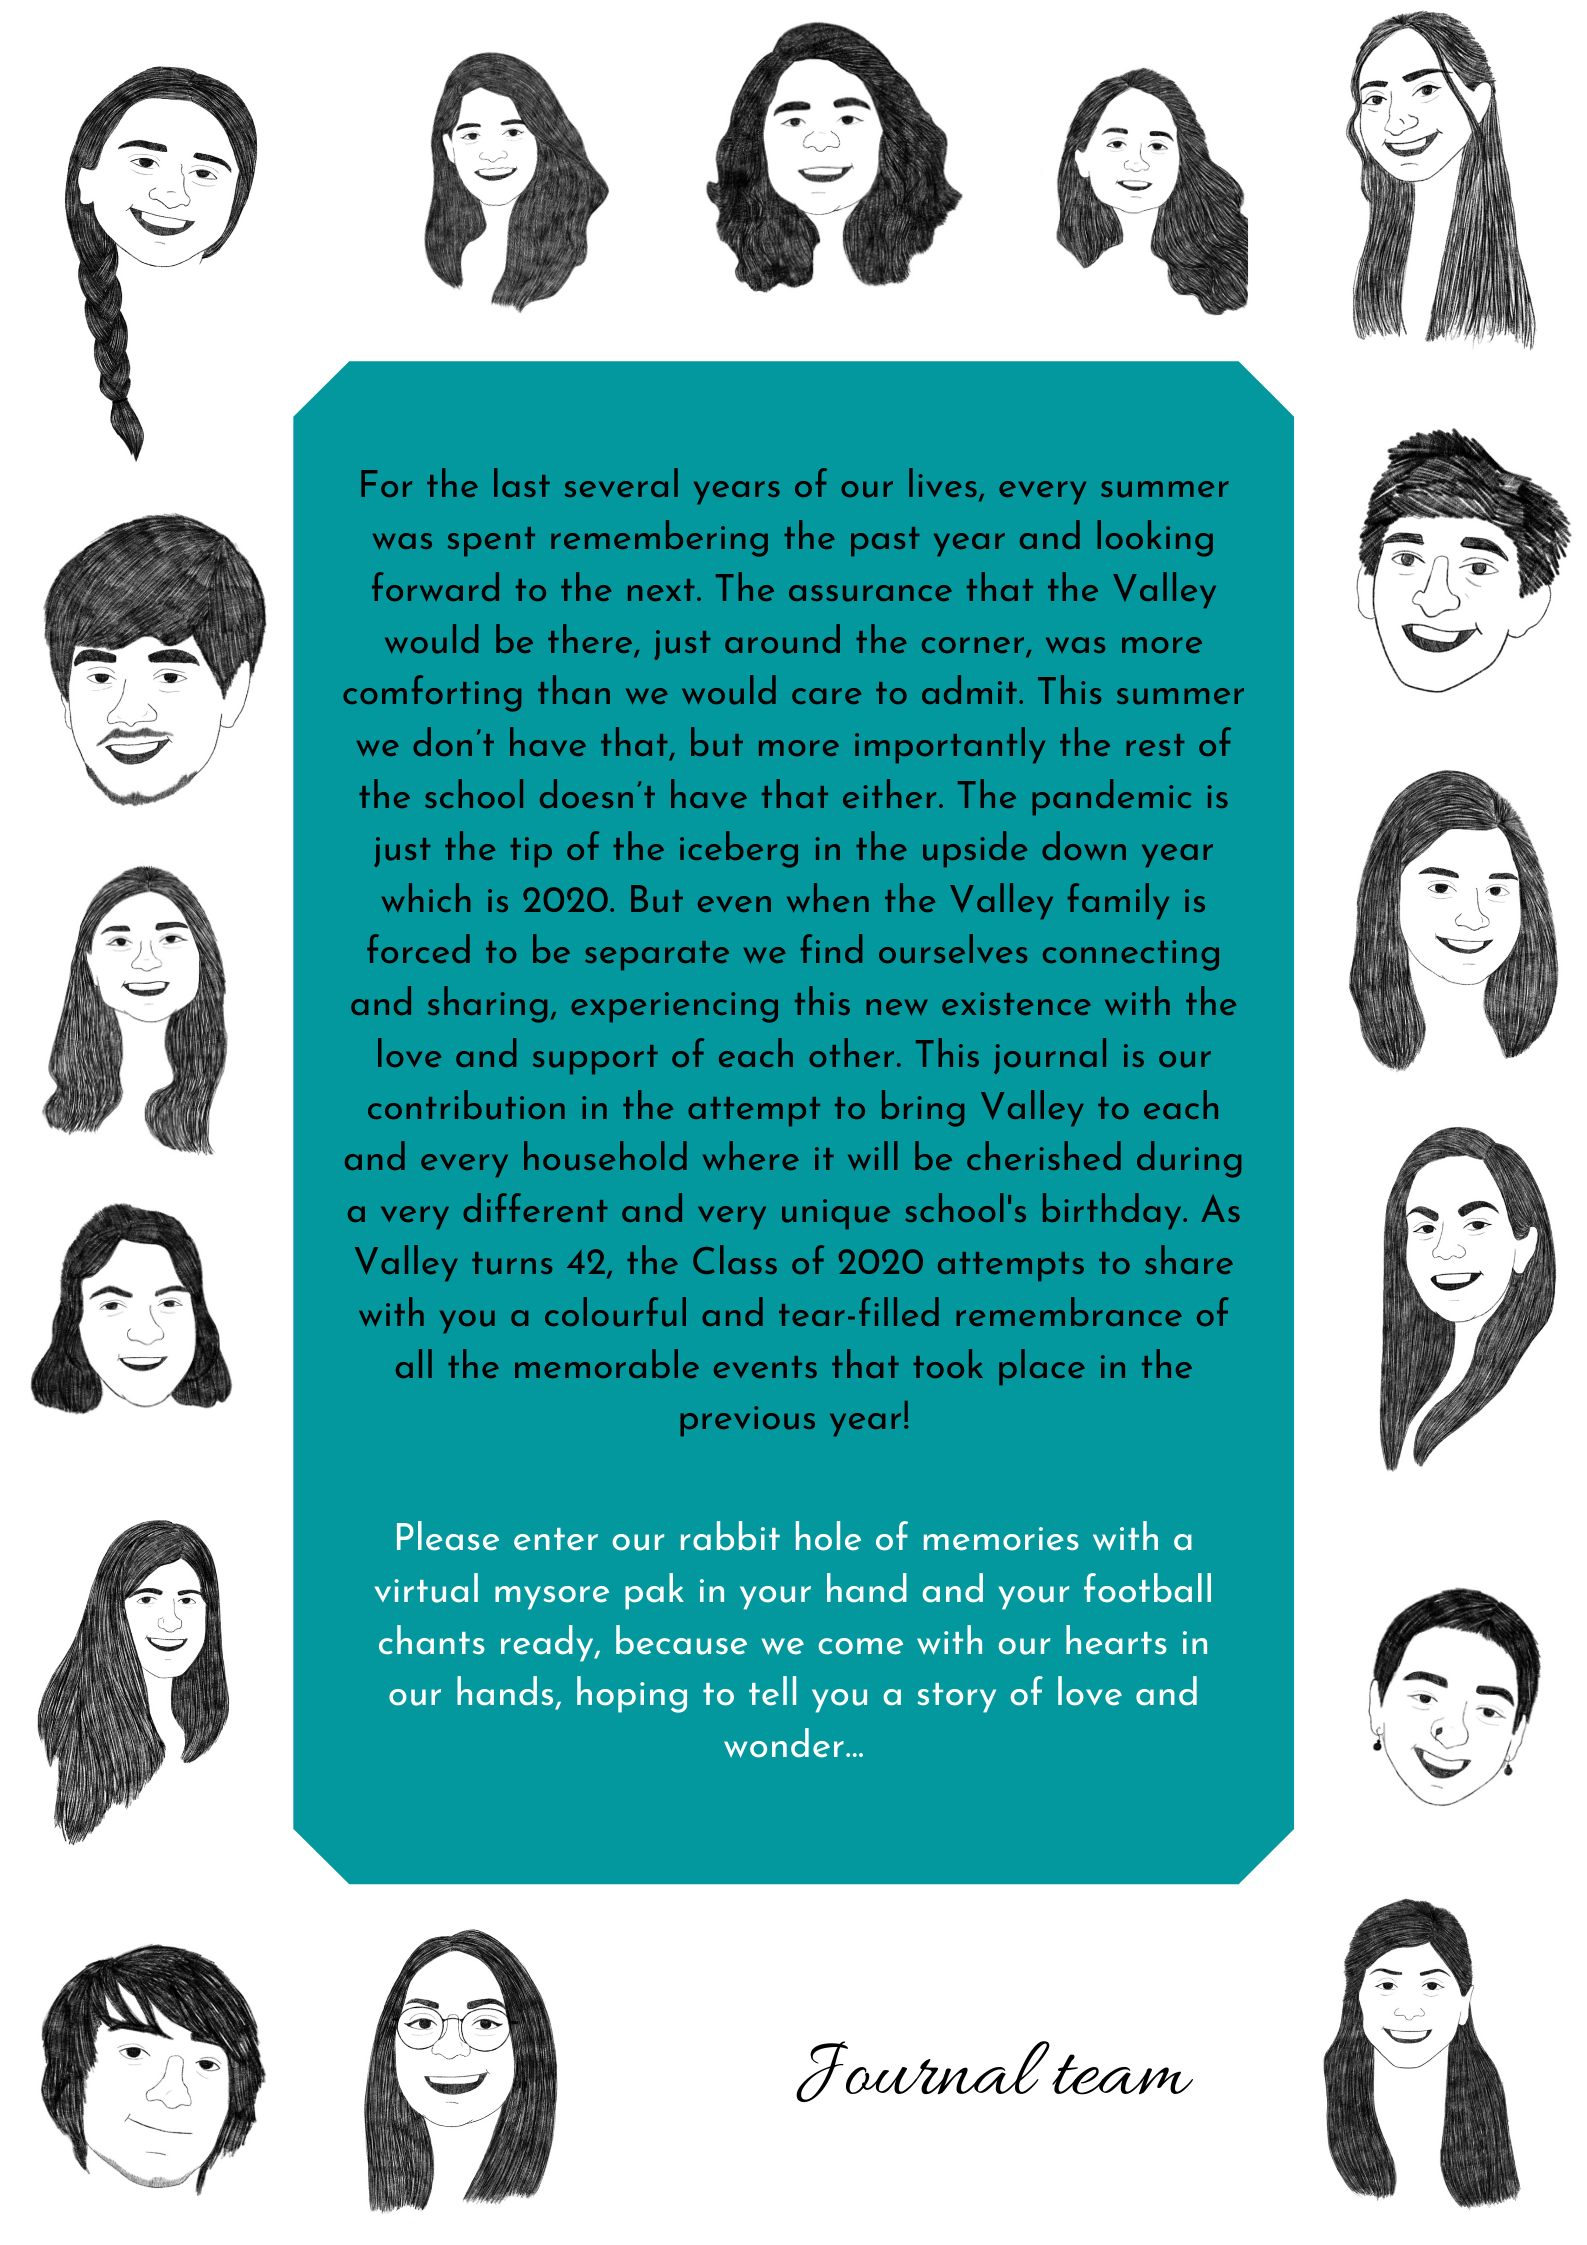 For the last several years of our lives, every summer
was spent remembering the past year and looking
forward to the next. The assurance that the Valley
would be there, just around the corner, was more
comforting than we would care to admit. This summer
we don’t have that, but more importantly the rest of
the school doesn’t have that either. The pandemic is
just the tip of the iceberg in the upside down year
which is 2020. But even when the Valley family is
forced to be separate we find ourselves connecting
and sharing, experiencing this new existence with the
love and support of each other. This journal is our
contribution in the attempt to bring Valley to each
and every household where it will be cherished during
a very different and very unique school's birthday. As
Valley turns 42, the Class of 2020 attempts to share
with you a colourful and tear-filled remembrance of
all the memorable events that took place in the
previous year!
Please enter our rabbit hole of memories with a
virtual mysore pak in your hand and your football
chants ready, because we come with our hearts in
our hands, hoping to tell you a story of love and
wonder...
Journal team